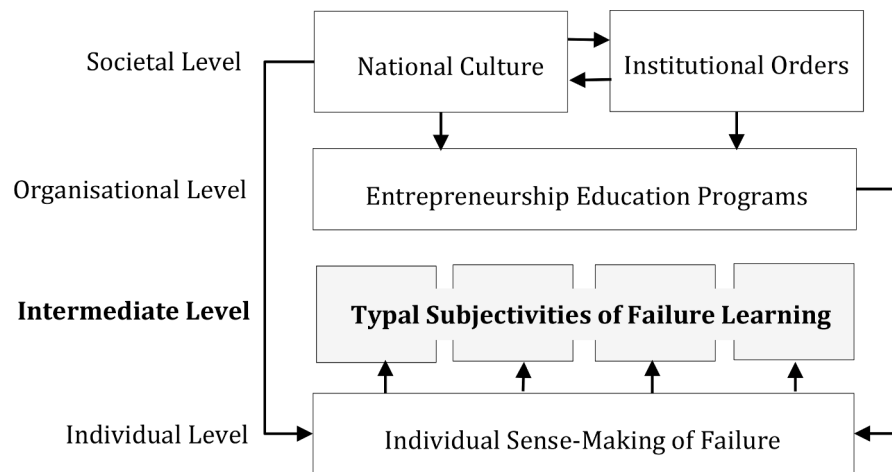 Societal Level
National Culture
Institutional Orders
Organisational Level
Entrepreneurship Education Programs
Intermediate Level
Typal Subjectivities of Failure Learning
Individual Level
Individual Sense-Making of Failure